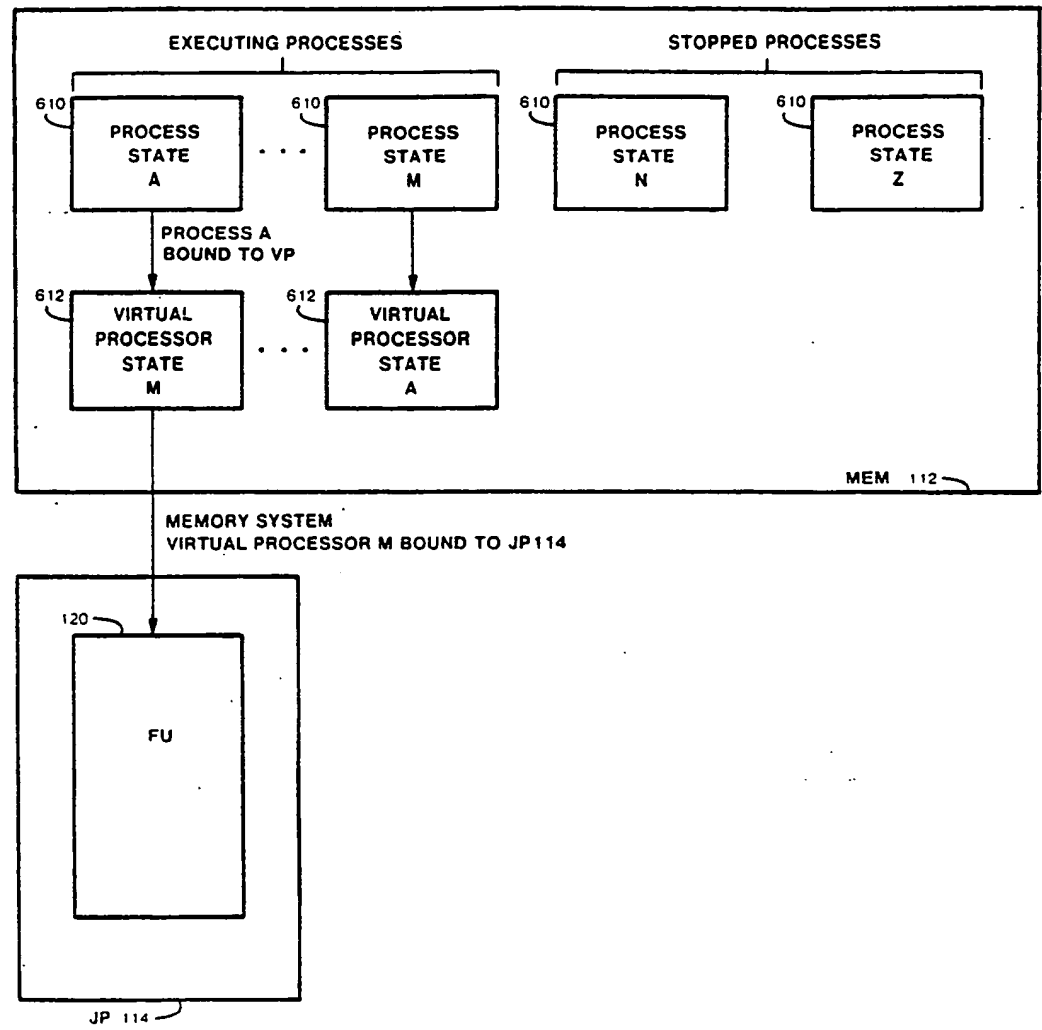 EXECUTING PROCESSES
STOPPED PROCESSES
610
PROCESS
STATE
A
. . .
610
PROCESS
STATE
M
610
PROCESS
STATE
N
610
PROCESS
STATE
Z
PROCESS A
BOUND TO VP
612
VIRTUAL
PROCESSOR
STATE
M
. . .
612
VIRTUAL
PROCESSOR
STATE
A
MEM 112
MEMORY SYSTEM
VIRTUAL PROCESSOR M BOUND TO JP114
120
FU
JP 114